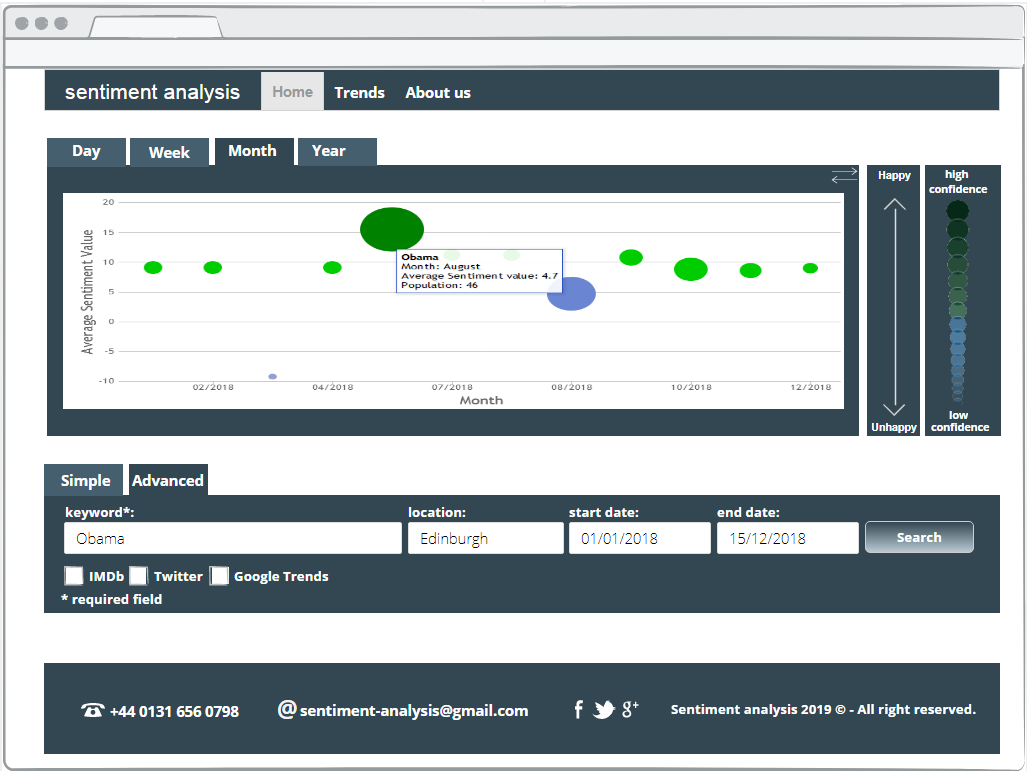 sentiment analysis Home Trends About us
Day Week Month Year
20
15
10
5
0
-5
-10
Average Sentiment Value
Obama
Month: August
Average Sentiment value: 4.7
Population: 46
02/2018 04/2018 07/2018 08/2018 10/2018 12/2018
Month
Happy
Unhappy
high
confidence
low
confidence
Simple Advanced
keyword*: location: start date: end date:
Obama Edinburgh 01/01/2018 15/12/2018 Search
IMDb Twitter Google Trends
* required field
+44 0131 656 0798 @sentiment-analysis@gmail.com f g+ Sentiment analysis 2019 © - All right reserved.